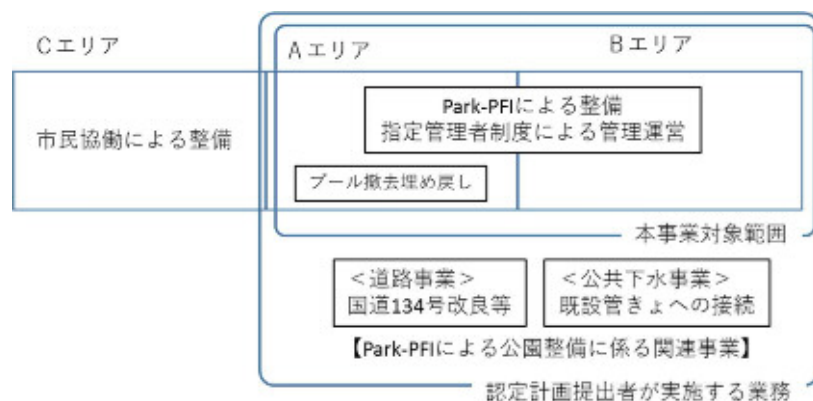 Cエリア
Aエリア
Bエリア
市民協働による整備
Park-PFIによる整備
指定管理者制度による管理運営
プール撤去埋め戻し
本事業対象範囲
<道路事業>
国道134号改良等
<公共下水事業>
既設管きょへの接続
【Park-PFIによる公園整備に係る関連事業】
認定計画提出者が実施する業務